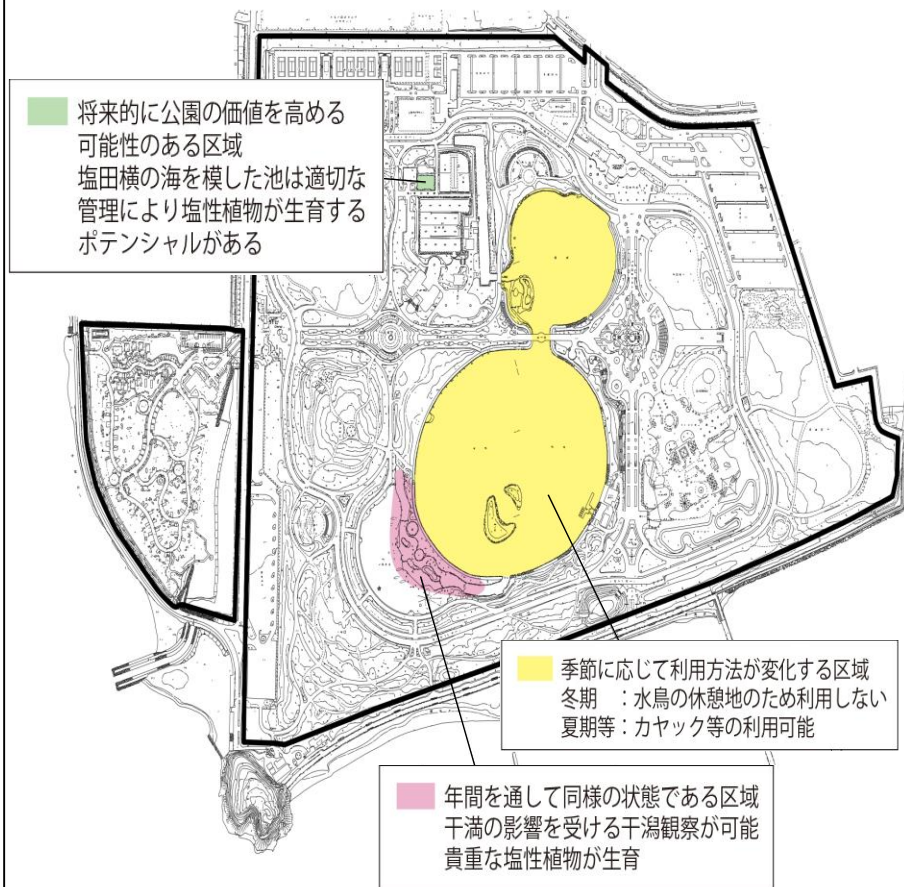 将来的に公園の価値を高める
可能性のある区域
塩田横の海を模した池は適切な
管理により塩性植物が生育する
ポテンシャルがある
季節に応じて利用方法が変化する区域
冬期　：水鳥の休憩地のため利用しない
夏期等：カヤック等の利用可能
年間を通して同様の状態である区域
干満の影響を受ける干潟観察が可能
貴重な塩性植物が生育